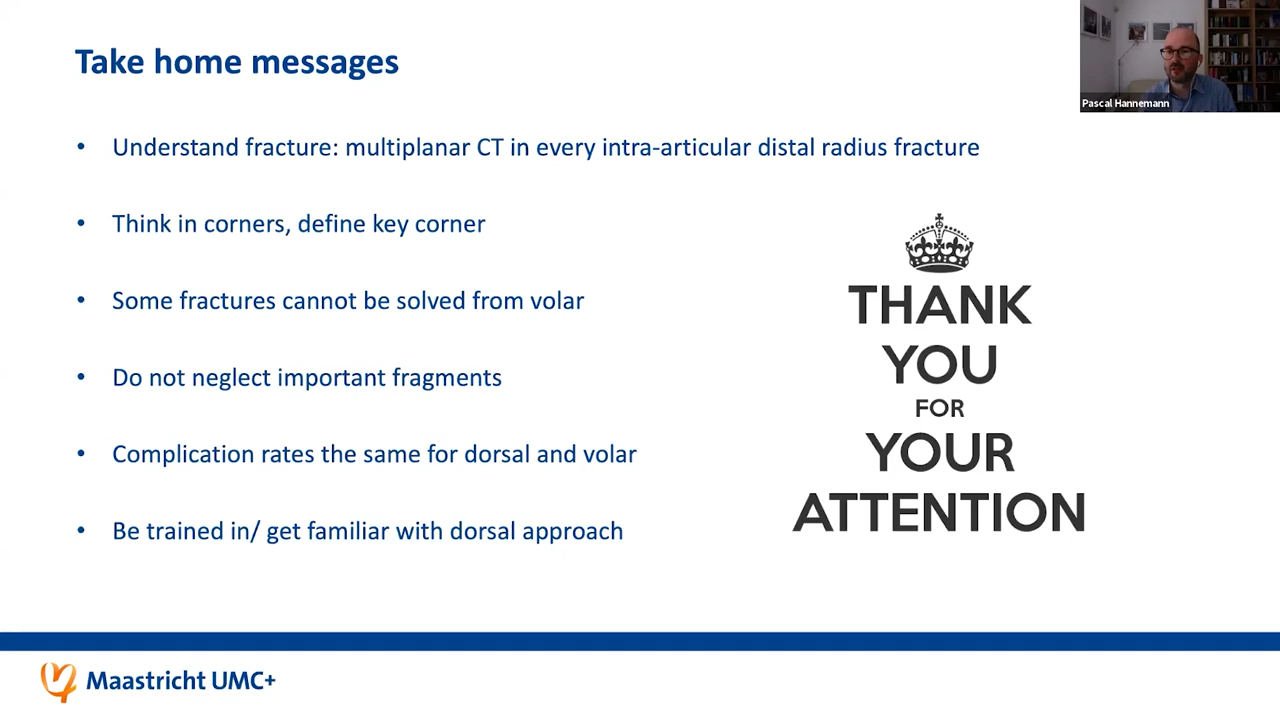 Take home messages
Pascal Hannemann
• Understand fracture: multiplanar CT in every intra-articular distal radius fracture
• Think in corners, define key corner
• Some fractures cannot be solved from volar
• Do not neglect important fragments
• Complication rates the same for dorsal and volar
• Be trained in/ get familiar with dorsal approach
THANK
YOU
FOR
YOUR
ATTENTION
Maastricht UMC+